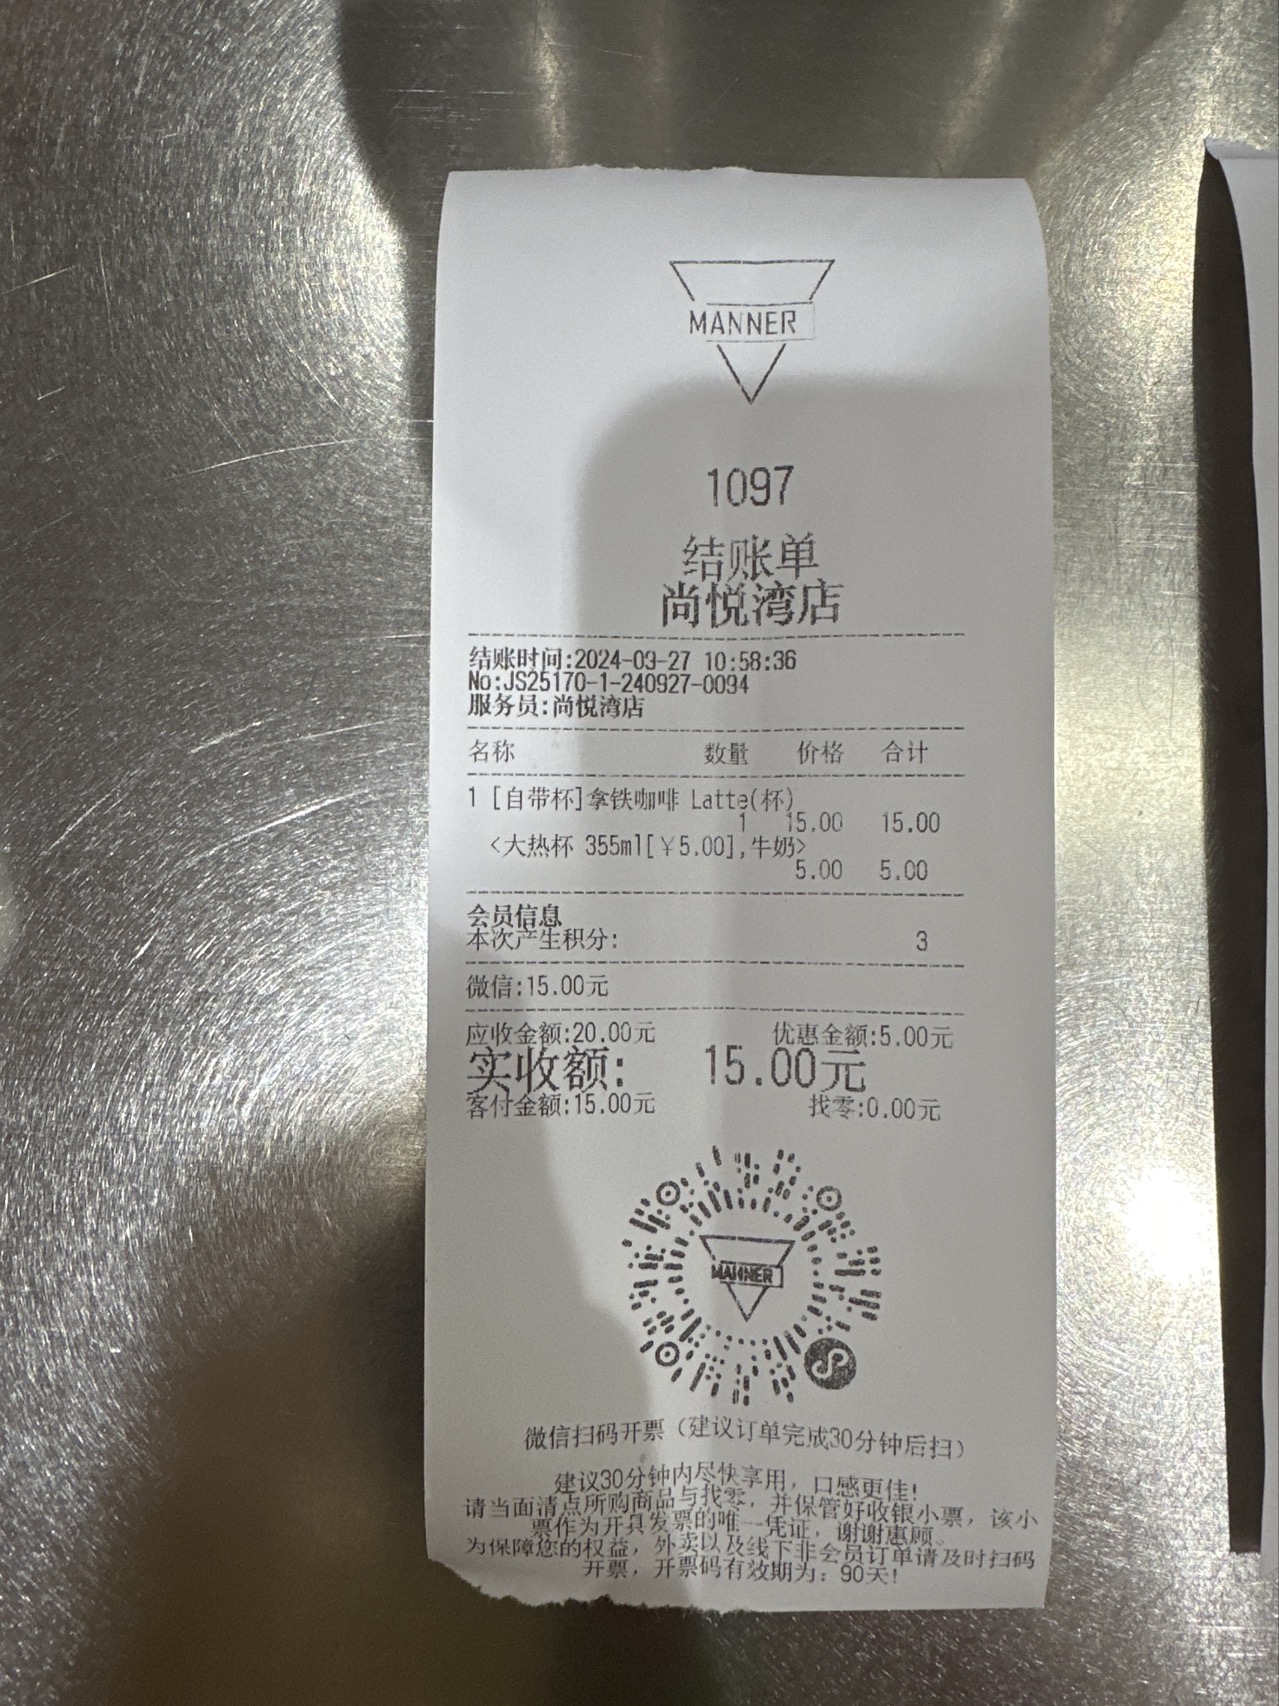 MANNER
1097
结账单
尚悦湾店
结账时间:2024-09-27 10:58:36
No:JS25170-1-240927-0094
服务员:尚悦湾店
名称 数量 价格 合计
1 [自带杯]拿铁咖啡 Latte(杯)
1 15.00 15.00
<大热杯 355ml[￥5.00],牛奶>
5.00 5.00
会员信息
本次产生积分: 3
微信:15.00元
应收金额:20.00元 优惠金额:5.00元
实收额: 15.00元
客付金额:15.00元 找零:0.00元
MANNER
微信扫码开票（建议订单完成30分钟后扫）
建议30分钟内尽快享用，口感更佳!
请当面清点所购商品与找零，并保管好收银小票，该小
票作为开具发票的唯一凭证，谢谢惠顾。
为保障您的权益，外卖以及线下非会员订单请及时扫码
开票，开票码有效期为：90天!